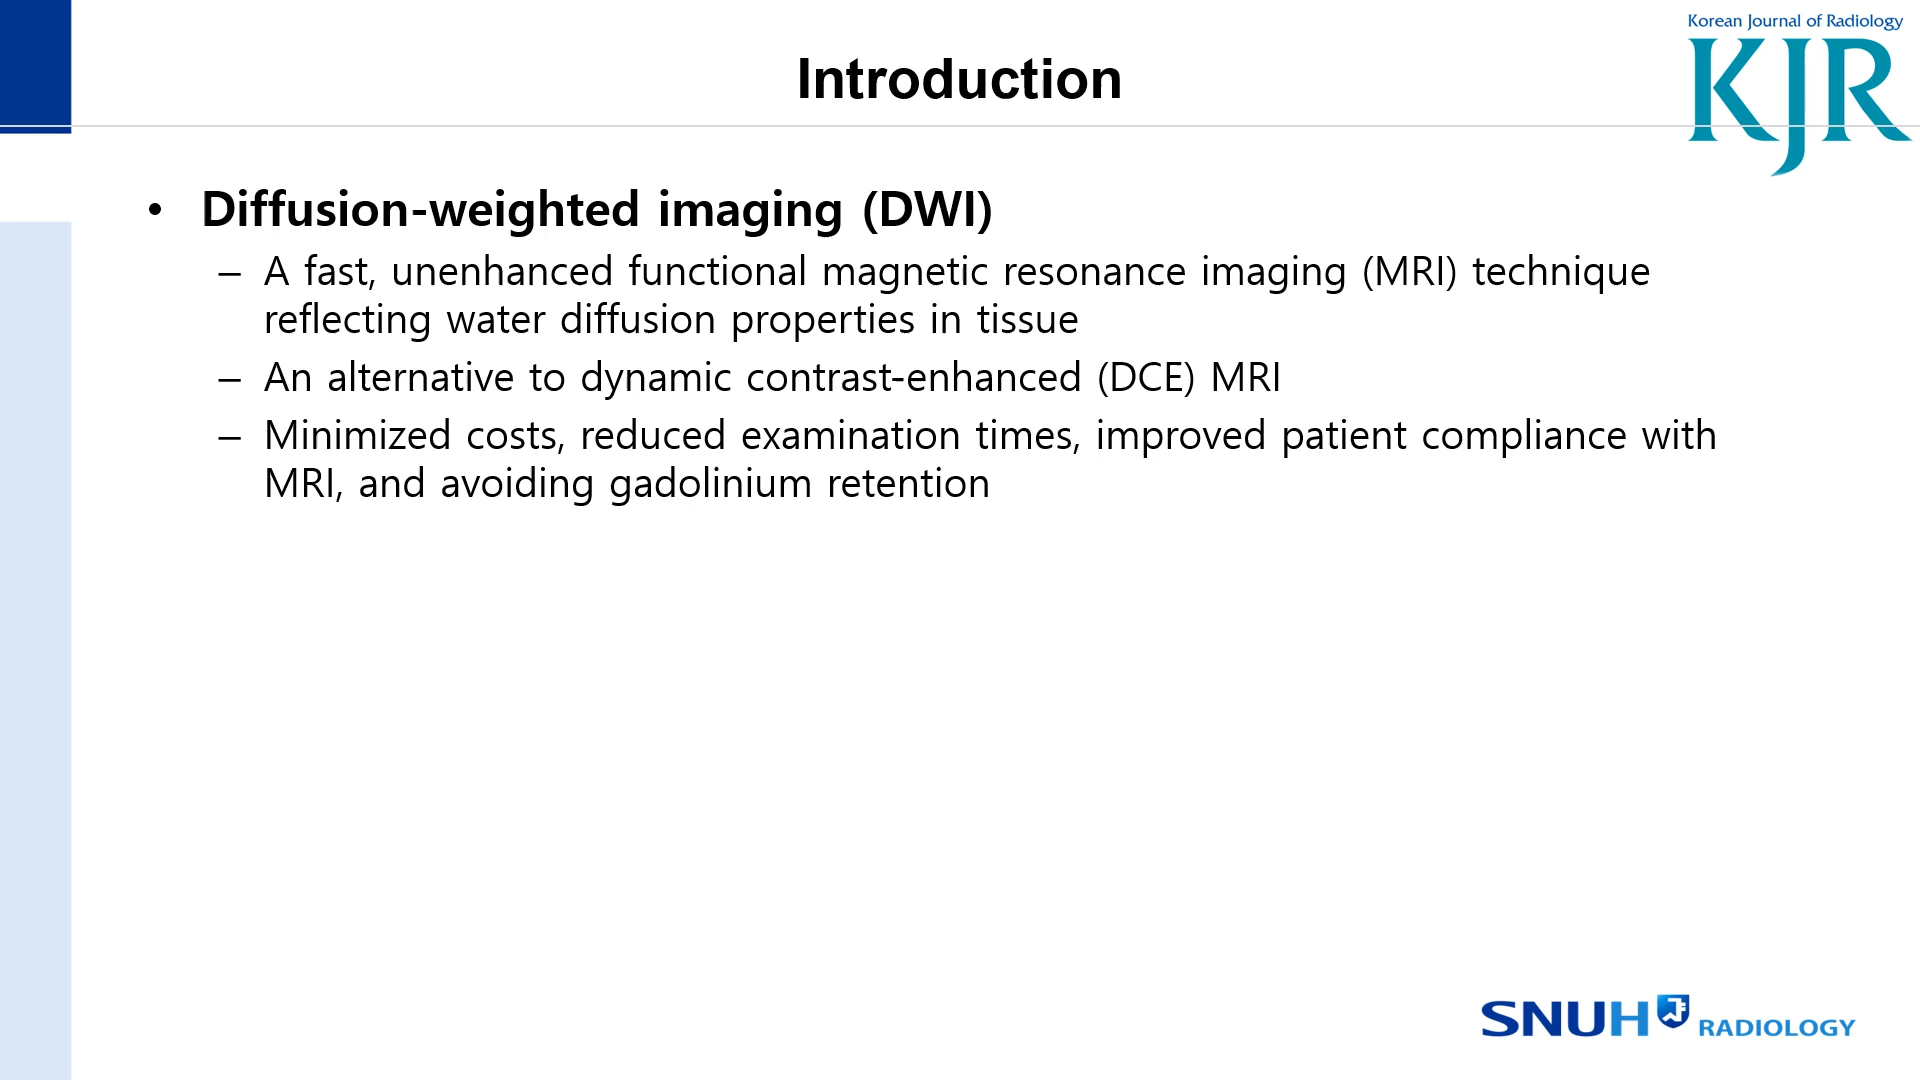 Korean Journal of Radiology
KJR
Introduction
• Diffusion-weighted imaging (DWI)
– A fast, unenhanced functional magnetic resonance imaging (MRI) technique
reflecting water diffusion properties in tissue
– An alternative to dynamic contrast-enhanced (DCE) MRI
– Minimized costs, reduced examination times, improved patient compliance with
MRI, and avoiding gadolinium retention
SNUH RADIOLOGY